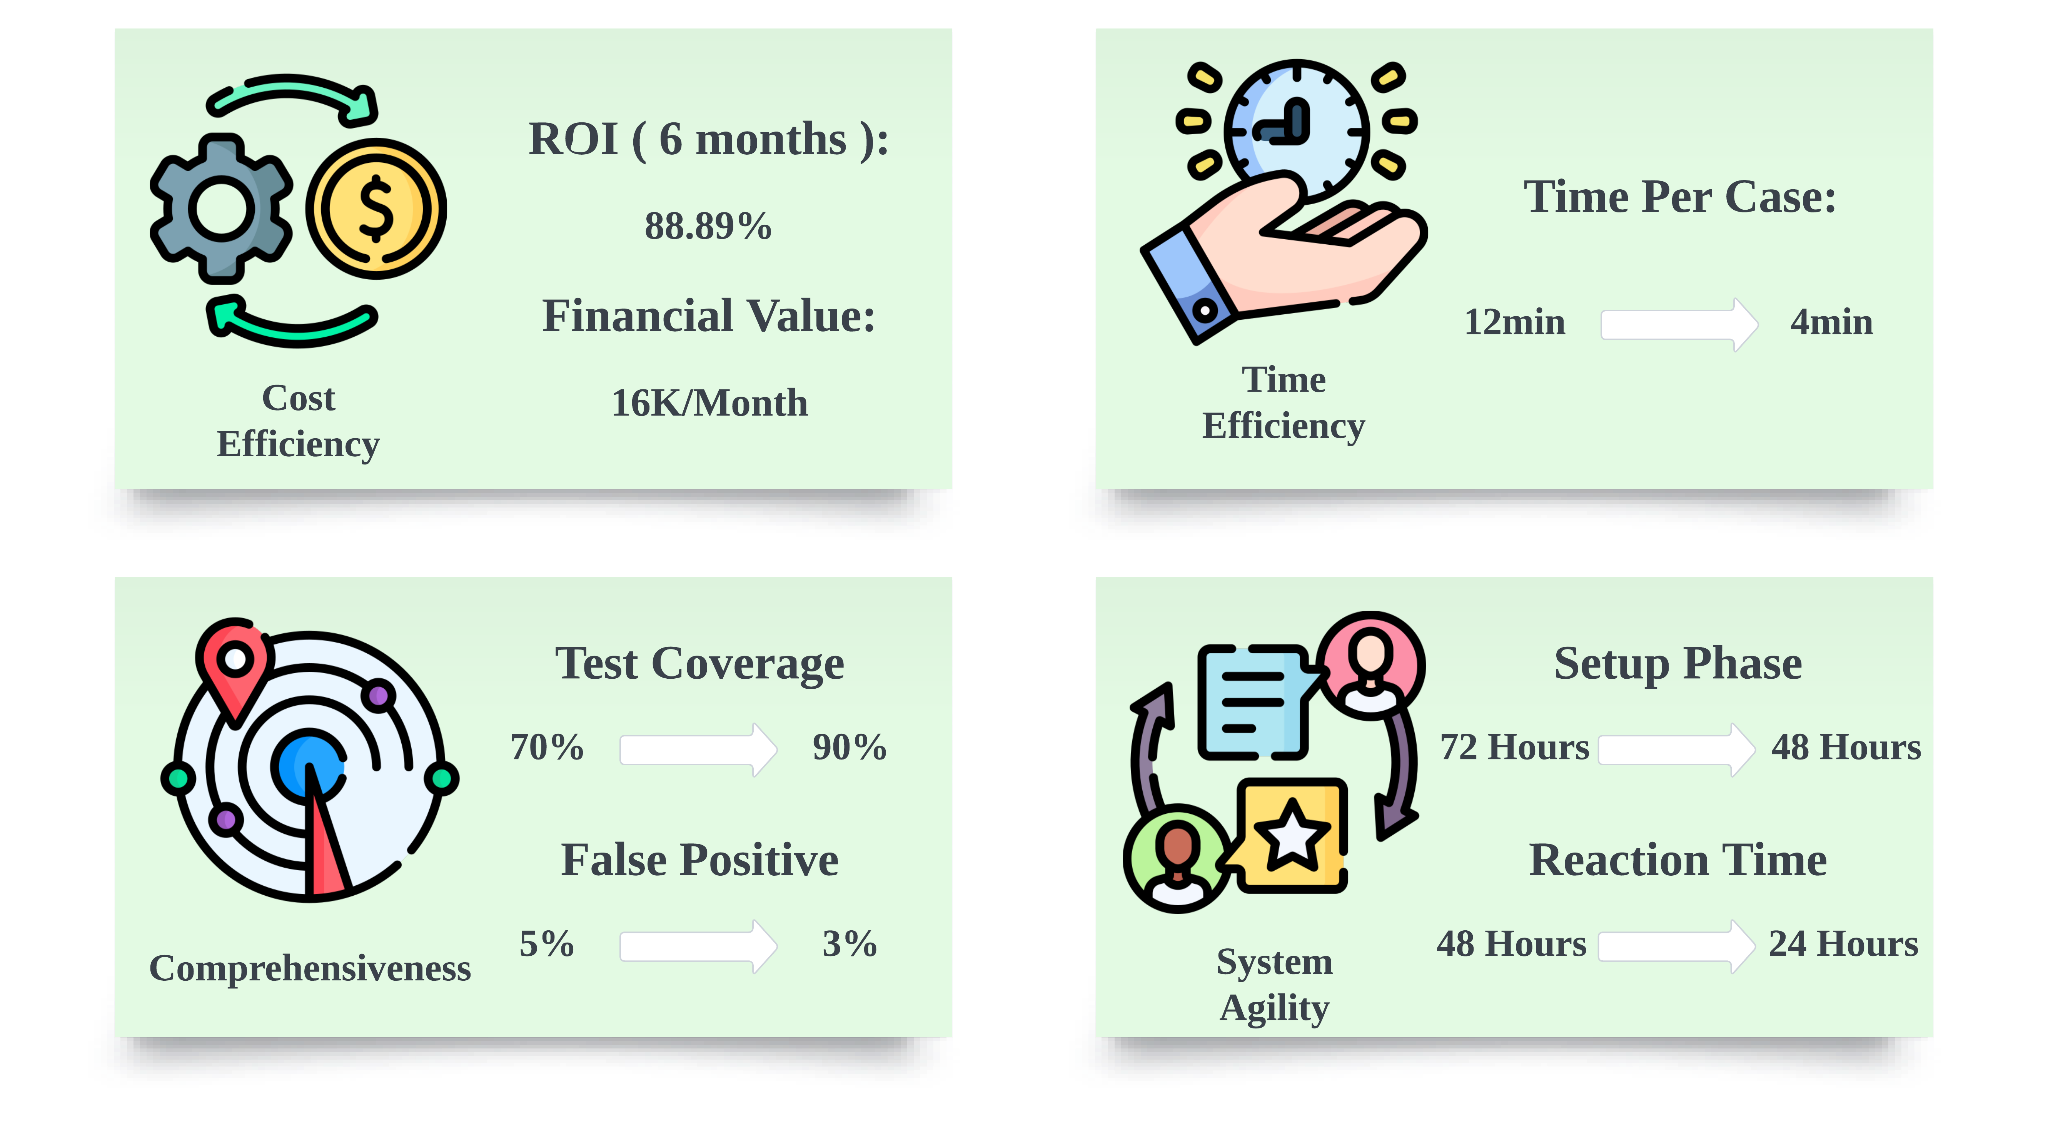 ROI ( 6 months ):
88.89%
Financial Value:
16K/Month
Cost
Efficiency
Time Per Case:
12min 4min
Time
Efficiency
Test Coverage
70% 90%
False Positive
5% 3%
Comprehensiveness
Setup Phase
72 Hours 48 Hours
Reaction Time
48 Hours 24 Hours
System
Agility